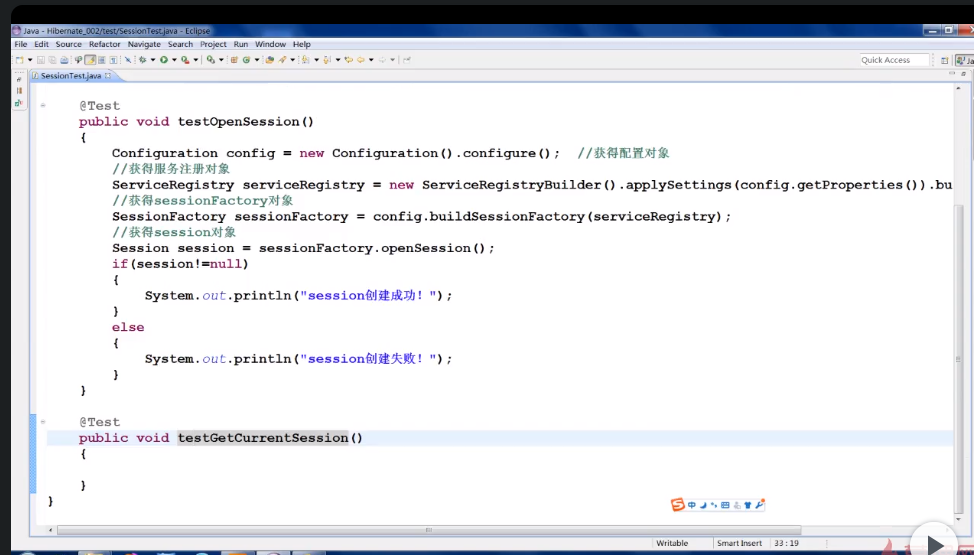 Java - Hibernate_002/test/SessionTest.java - Eclipse
File Edit Source Refactor Navigate Search Project Run Window Help
Quick Access
SessionTest.java
@Test
public void testOpenSession()
{
Configuration config = new Configuration().configure(); //获得配置对象
//获得服务注册对象
ServiceRegistry serviceRegistry = new ServiceRegistryBuilder().applySettings(config.getProperties()).bu
//获得sessionFactory对象
SessionFactory sessionFactory = config.buildSessionFactory(serviceRegistry);
//获得session对象
Session session = sessionFactory.openSession();
if(session!=null)
{
System.out.println("session创建成功！");
}
else
{
System.out.println("session创建失败！");
}
}
@Test
public void testGetCurrentSession()
{
}
}
中
Writable Smart Insert 33 : 19